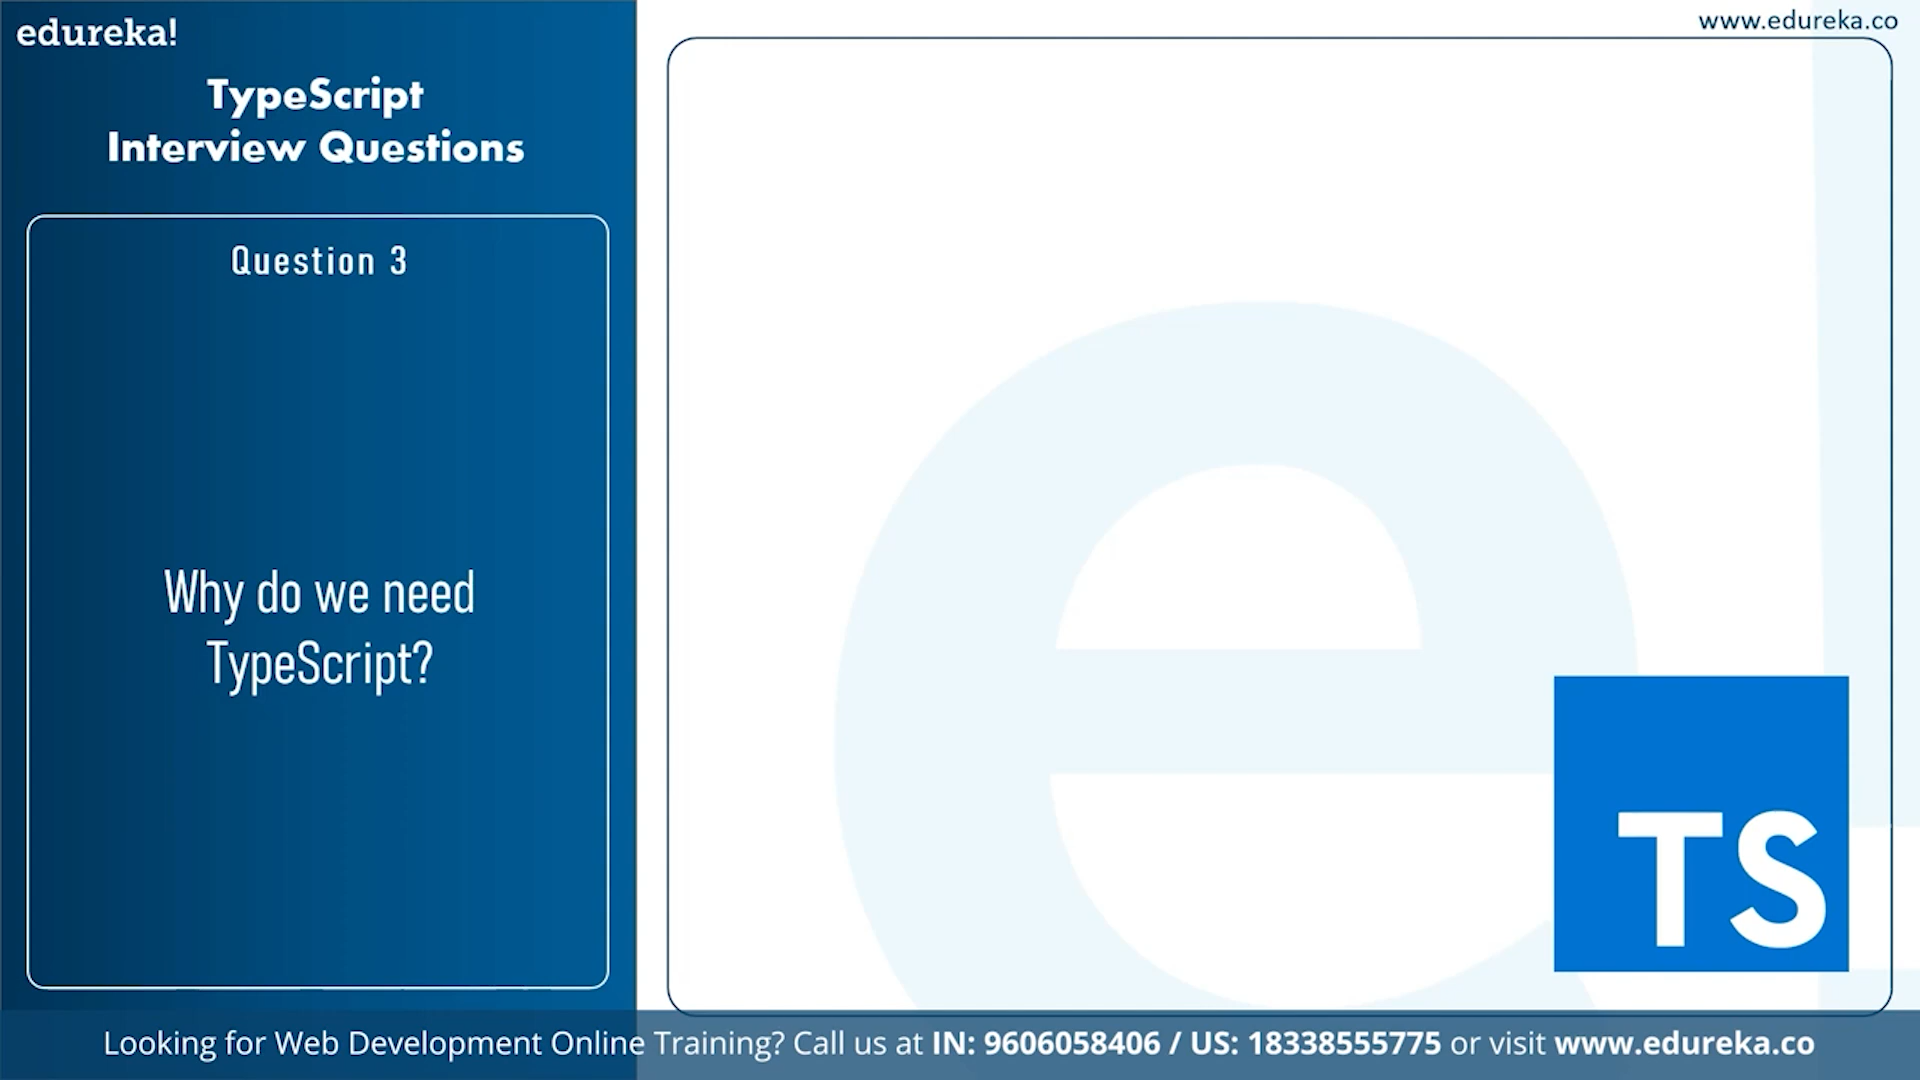 edureka!
www.edureka.co
TypeScript
Interview Questions
Question 3
Why do we need
TypeScript?
TS
Looking for Web Development Online Training? Call us at IN: 9606058406 / US: 18338555775 or visit www.edureka.co